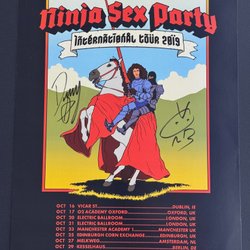 Ninja Sex Party
INTERNATIONAL TOUR 2019
OCT 16 VICAR ST. DUBLIN, IE
OCT 17 O2 ACADEMY OXFORD OXFORD, UK
OCT 20 ELECTRIC BALLROOM LONDON, UK
OCT 21 ELECTRIC BALLROOM LONDON, UK
OCT 23 MANCHESTER ACADEMY 1 MANCHESTER, UK
OCT 25 EDINBURGH CORN EXCHANGE EDINBURGH, UK
OCT 27 MELKWEG AMSTERDAM, NL
OCT 29 KESSELHAUS BERLIN, DE